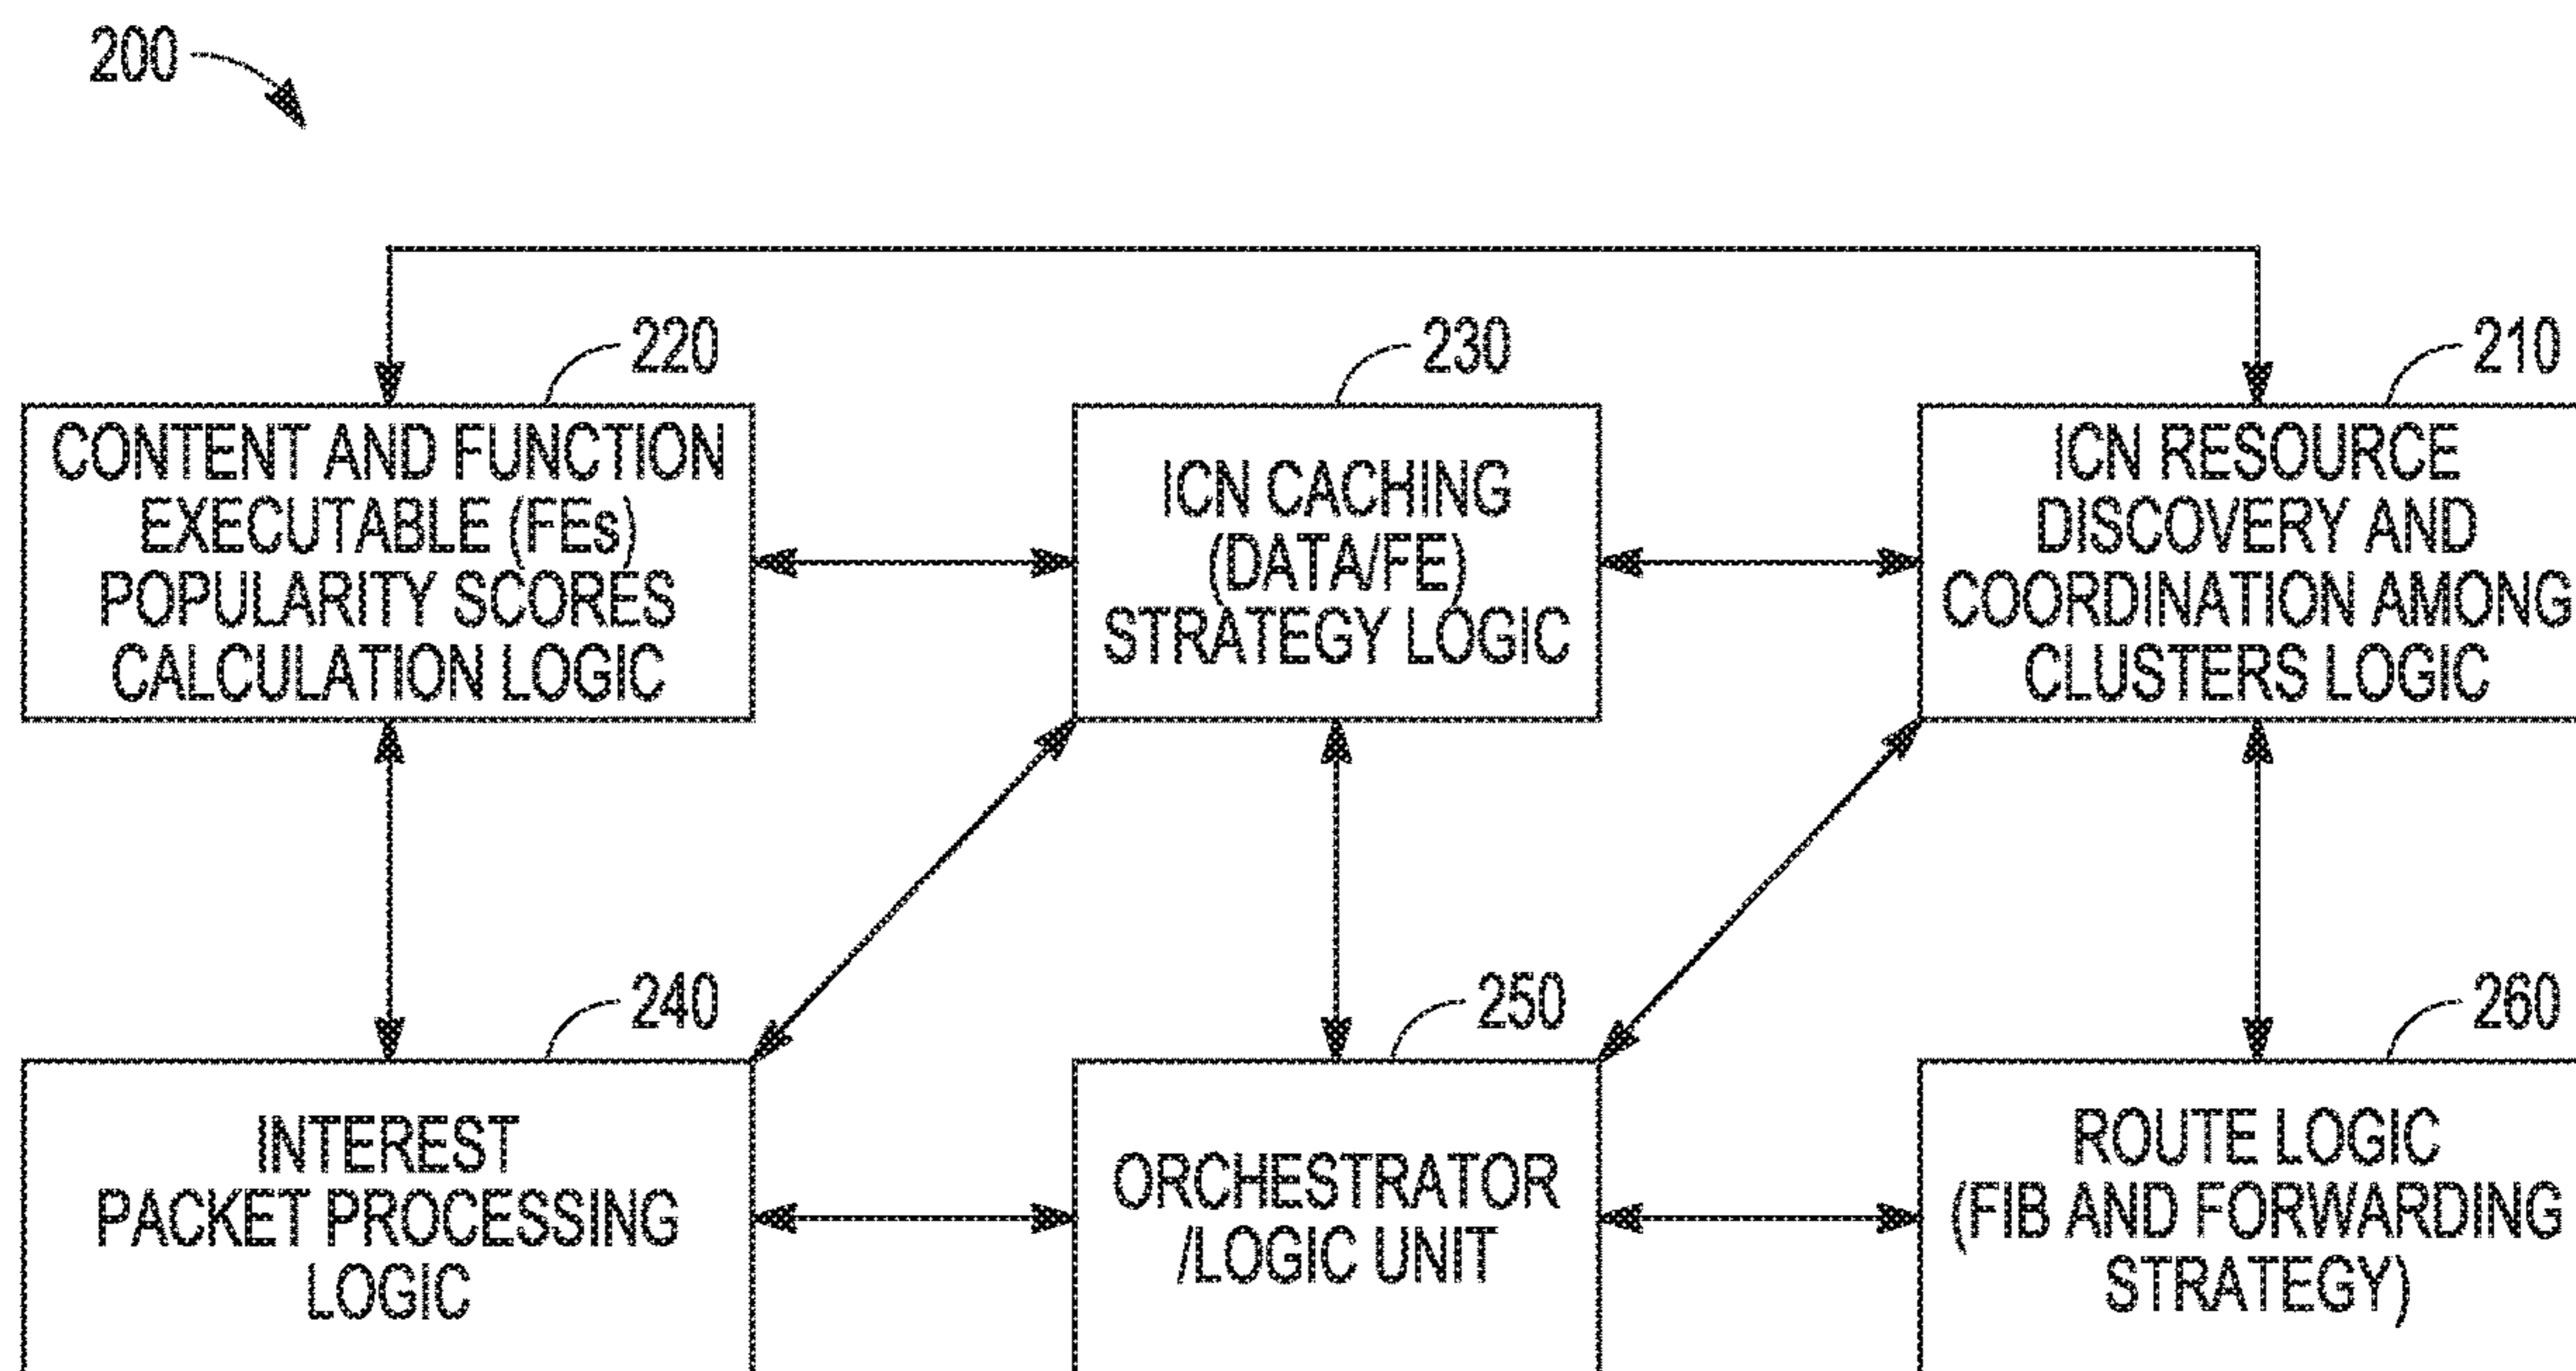 200
220
CONTENT AND FUNCTION
EXECUTABLE (FEs)
POPULARITY SCORES
CALCULATION LOGIC
230
ICN CACHING
(DATA/FE)
STRATEGY LOGIC
210
ICN RESOURCE
DISCOVERY AND
COORDINATION AMONG
CLUSTERS LOGIC
240
INTEREST
PACKET PROCESSING
LOGIC
250
ORCHESTRATOR
/LOGIC UNIT
260
ROUTE LOGIC
(FIB AND FORWARDING
STRATEGY)